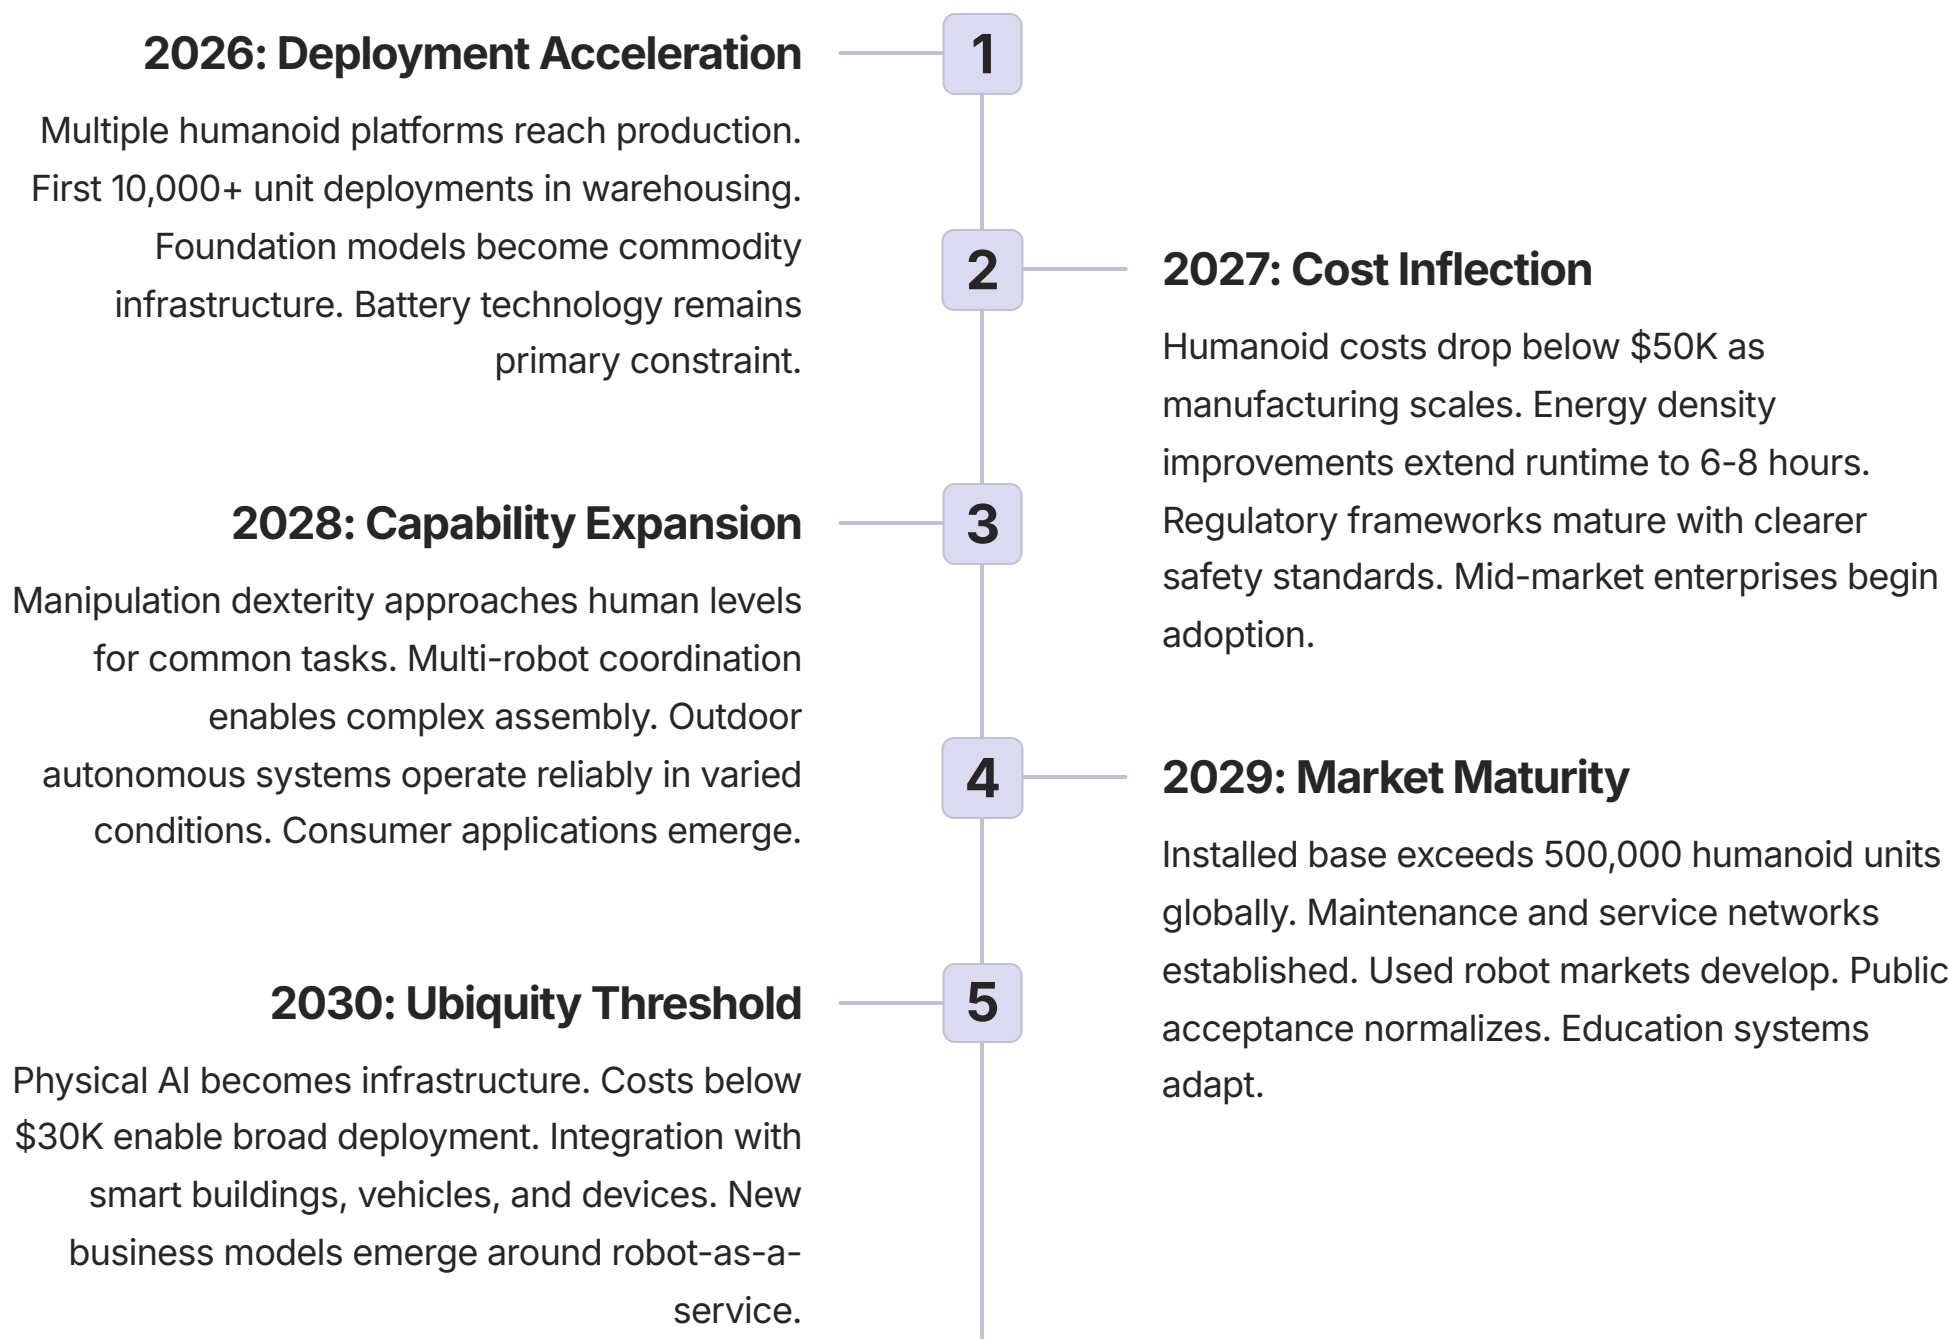 1
2026: Deployment Acceleration
Multiple humanoid platforms reach production.
First 10,000+ unit deployments in warehousing.
Foundation models become commodity
infrastructure. Battery technology remains
primary constraint.
2
2027: Cost Inflection
Humanoid costs drop below $50K as
manufacturing scales. Energy density
improvements extend runtime to 6-8 hours.
Regulatory frameworks mature with clearer
safety standards. Mid-market enterprises begin
adoption.
3
2028: Capability Expansion
Manipulation dexterity approaches human levels
for common tasks. Multi-robot coordination
enables complex assembly. Outdoor
autonomous systems operate reliably in varied
conditions. Consumer applications emerge.
4
2029: Market Maturity
Installed base exceeds 500,000 humanoid units
globally. Maintenance and service networks
established. Used robot markets develop. Public
acceptance normalizes. Education systems
adapt.
5
2030: Ubiquity Threshold
Physical AI becomes infrastructure. Costs below
$30K enable broad deployment. Integration with
smart buildings, vehicles, and devices. New
business models emerge around robot-as-a-
service.